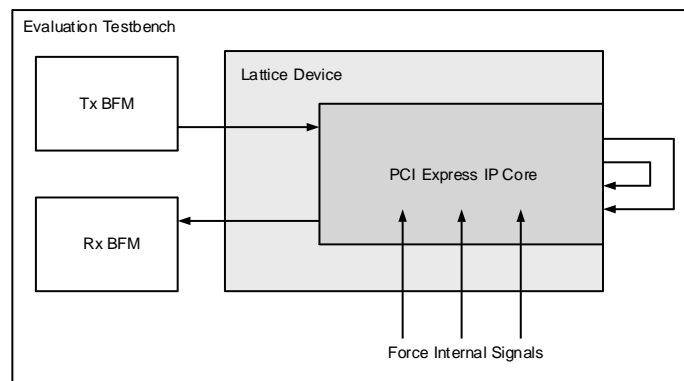 Evaluation Testbench
Lattice Device
Tx BFM
PCI Express IP Core
Rx BFM
Force Internal Signals